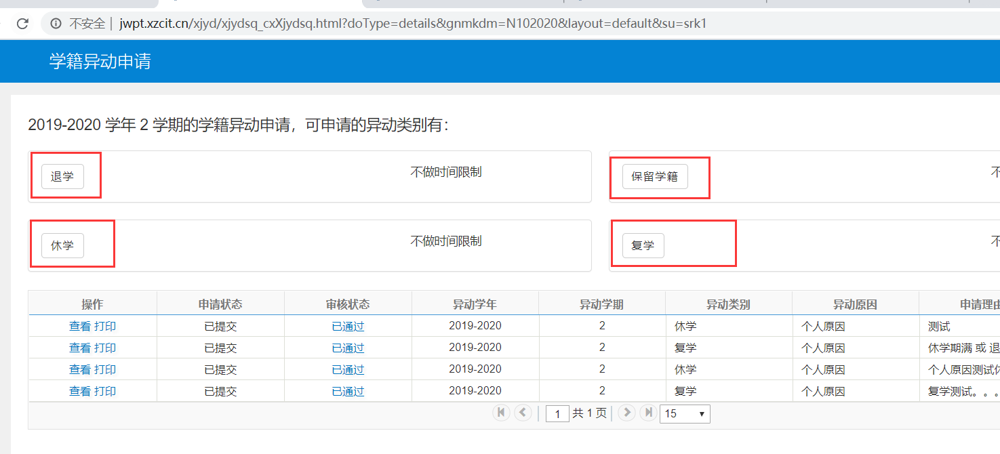 不安全 | jwpt.xzcit.cn/xjyd/xjydsq_cxXjydsq.html?doType=details&gnmkdm=N102020&layout=default&su=srk1
学籍异动申请
2019-2020 学年 2 学期的学籍异动申请，可申请的异动类别有：
退学 不做时间限制 保留学籍 不
休学 不做时间限制 复学 不
操作 申请状态 审核状态 异动学年 异动学期 异动类别 异动原因 申请理由
查看 打印 已提交 已通过 2019-2020 2 休学 个人原因 测试
查看 打印 已提交 已通过 2019-2020 2 复学 个人原因 休学期满 或 退
查看 打印 已提交 已通过 2019-2020 2 休学 个人原因 个人原因测试休
查看 打印 已提交 已通过 2019-2020 2 复学 个人原因 复学测试。。。
1 共 1 页 15